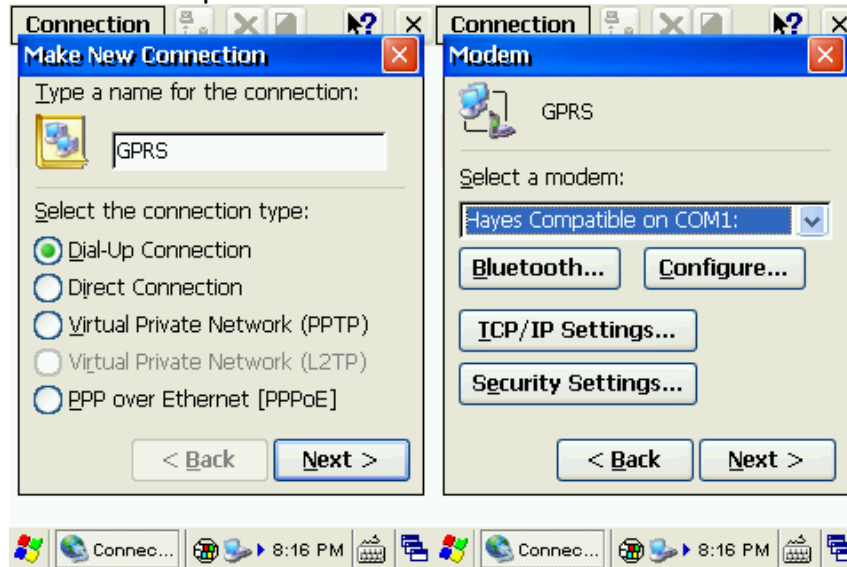 Connection
Make New Connection
Type a name for the connection:
GPRS
Select the connection type:
Dial-Up Connection
Direct Connection
Virtual Private Network (PPTP)
Virtual Private Network (L2TP)
PPP over Ethernet [PPPoE]
< Back Next >
Connec... 8:16 PM
Connection
Modem
GPRS
Select a modem:
Hayes Compatible on COM1:
Bluetooth... Configure...
TCP/IP Settings...
Security Settings...
< Back Next >
Connec... 8:16 PM